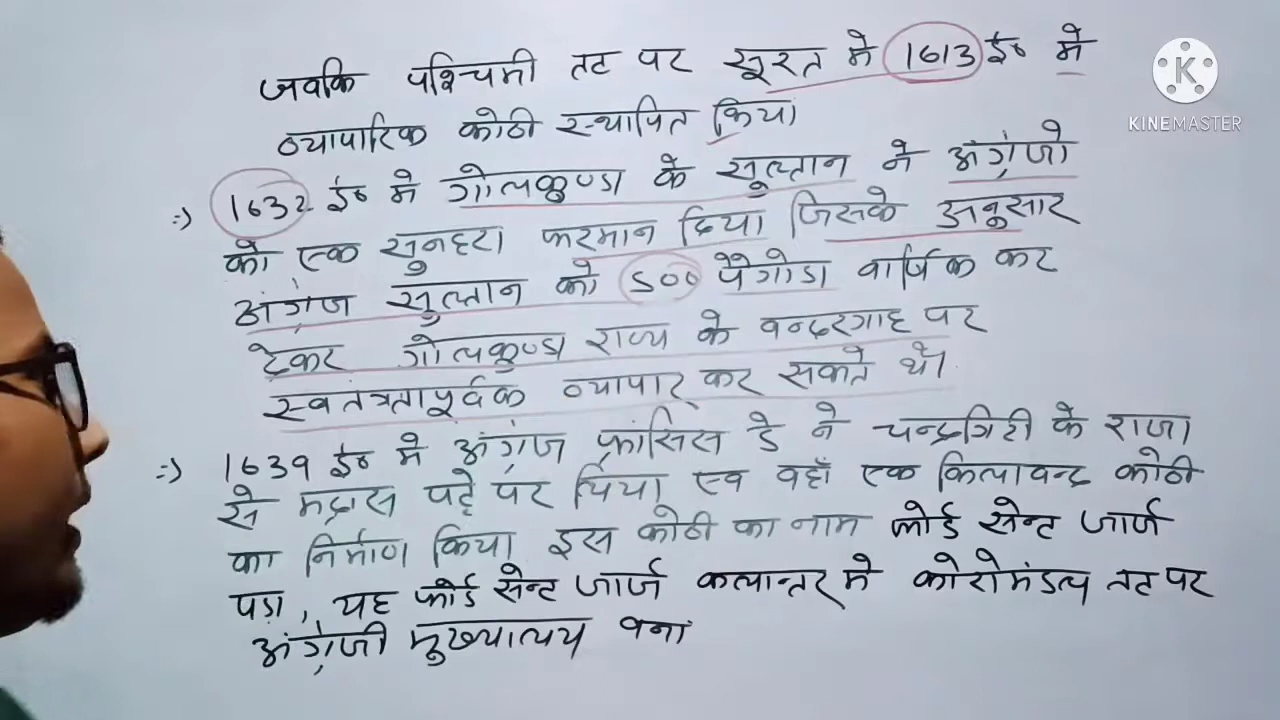 जबकि पश्चिमी तट पर सूरत मे 1613 ई० मे
व्यापारिक कोठी स्थापित किया
⇒ 1632 ई० मे गोलकुण्डा के सुल्तान ने अंग्रेजो
को एक सुनहरा फरमान दिया जिसके अनुसार
अंग्रेज सुल्तान को 500 पैगोडा वार्षिक कर
देकर गोलकुण्डा राज्य के बन्दरगाह पर
स्वतंत्रतापूर्वक व्यापार कर सकते थे।
⇒ 1639 ई० मे अंग्रेज फ्रांसिस डे ने चन्द्रगिरी के राजा
से मद्रास पट्टे पर लिया एव वहाँ एक किलाबन्द कोठी
का निर्माण किया इस कोठी का नाम फोर्ड सेन्ट जार्ज
पडा, यह फोर्ड सेन्ट जार्ज कलान्तर मे कोरोमंडल तट पर
अंग्रेजी मुख्यालय बना
KINEMASTER